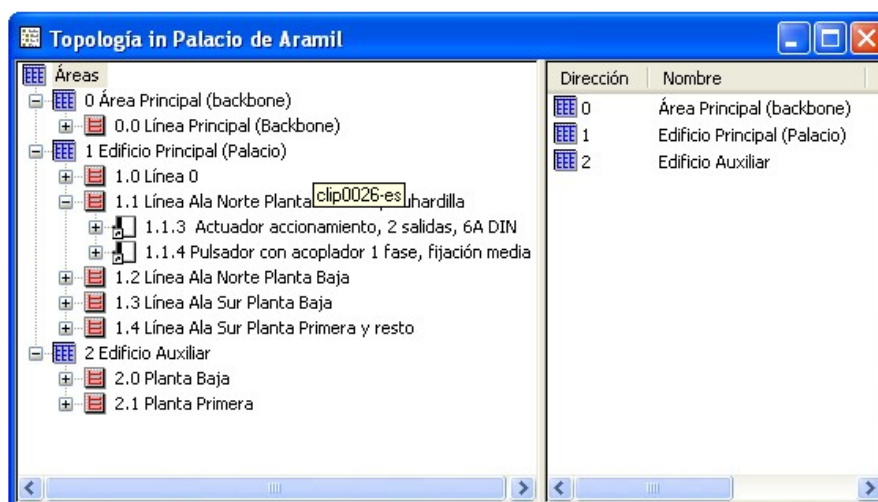 Topología in Palacio de Aramil
Áreas
0 Área Principal (backbone)
0.0 Línea Principal (Backbone)
1 Edificio Principal (Palacio)
1.0 Línea 0
1.1 Línea Ala Norte Planta uhardilla
clip0026-es
1.1.3 Actuador accionamiento, 2 salidas, 6A DIN
1.1.4 Pulsador con acoplador 1 fase, fijación media
1.2 Línea Ala Norte Planta Baja
1.3 Línea Ala Sur Planta Baja
1.4 Línea Ala Sur Planta Primera y resto
2 Edificio Auxiliar
2.0 Planta Baja
2.1 Planta Primera
Dirección Nombre
0 Área Principal (backbone)
1 Edificio Principal (Palacio)
2 Edificio Auxiliar